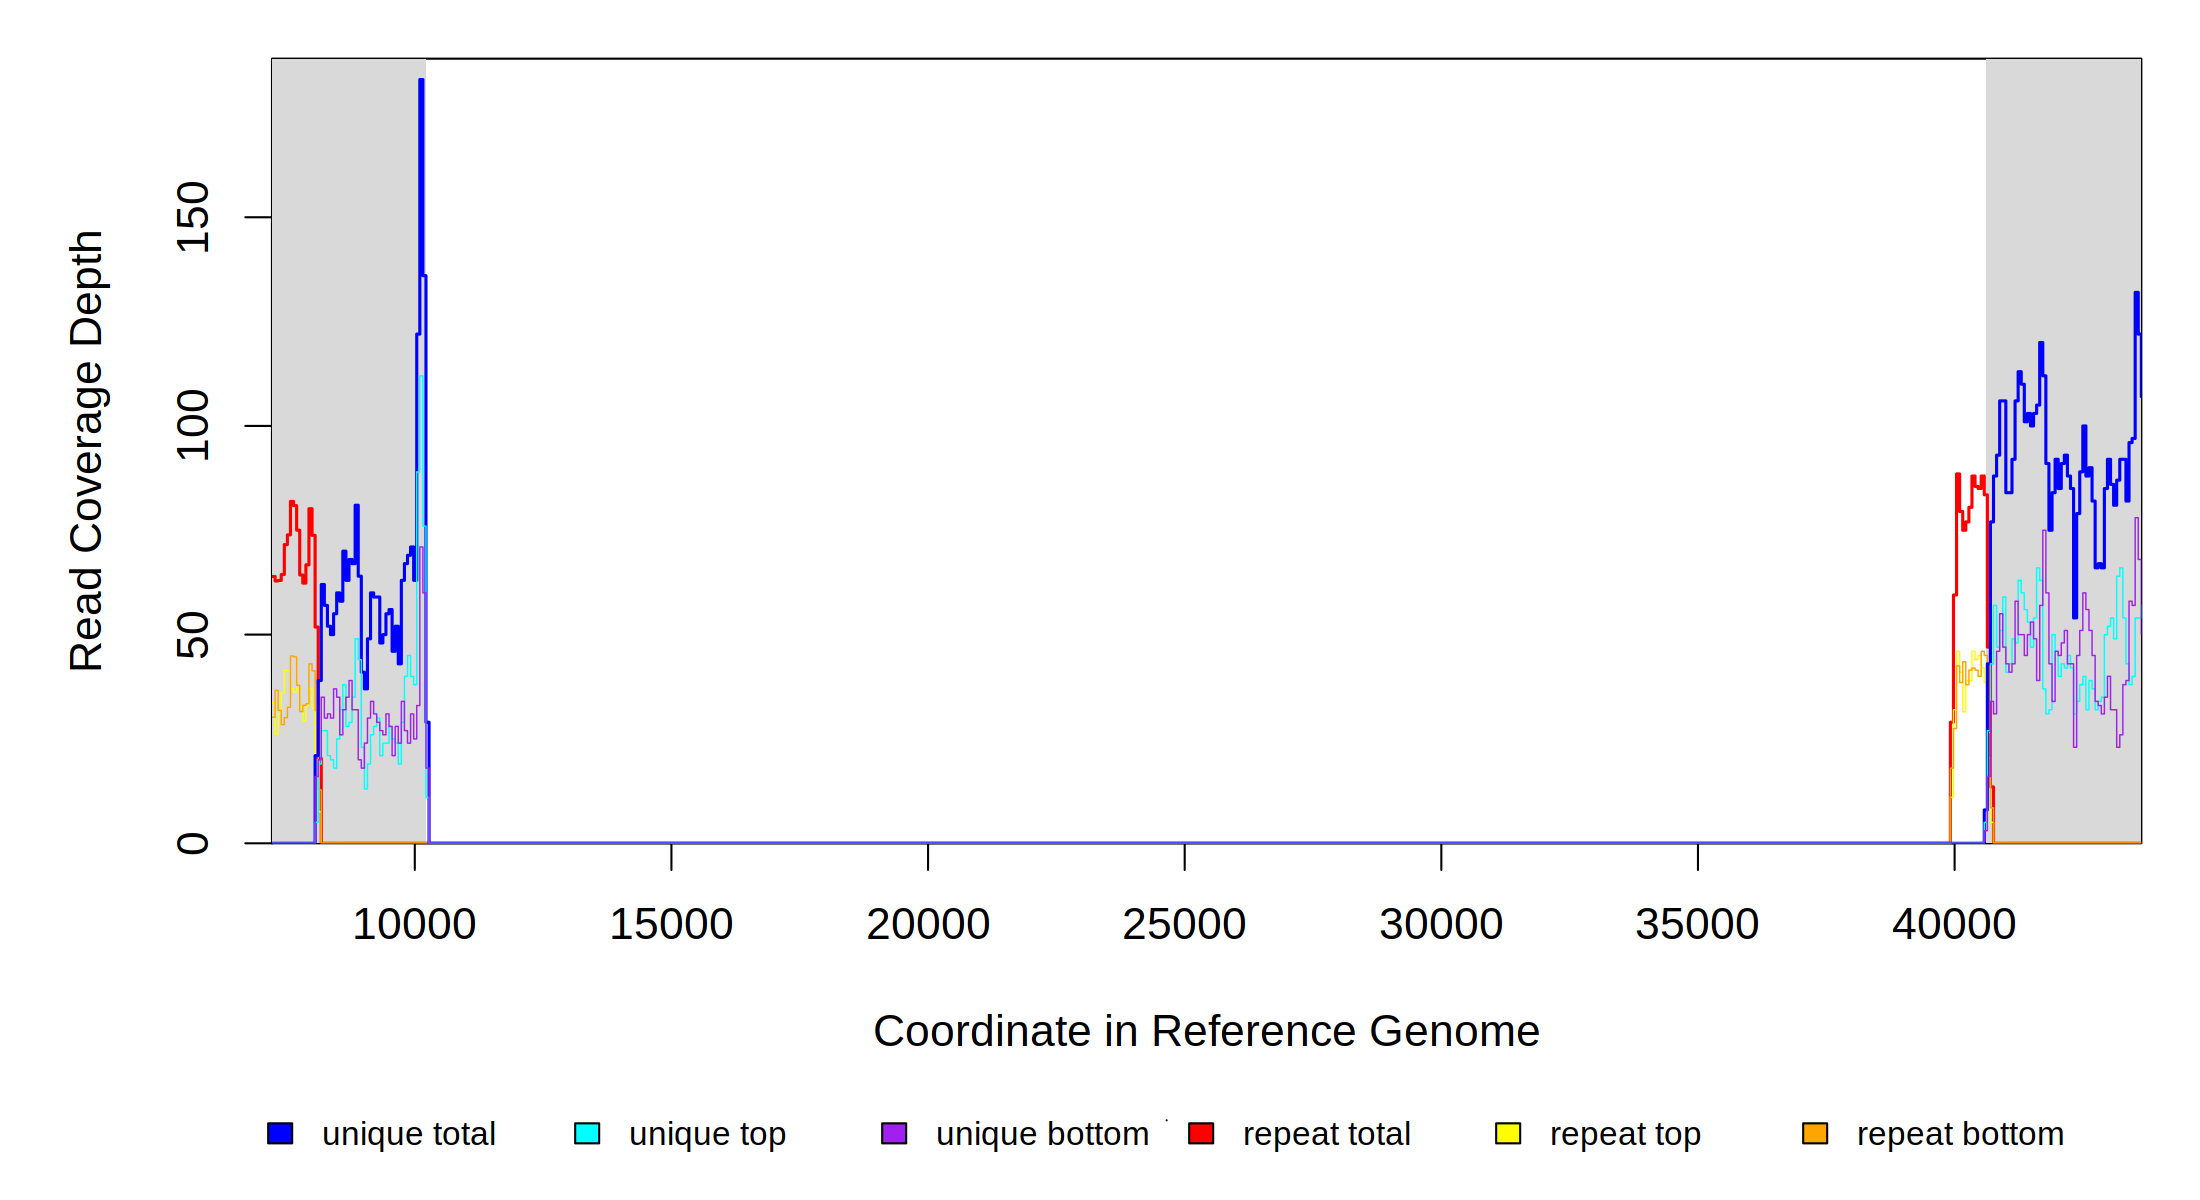 Read Coverage Depth
150
100
50
0
10000 15000 20000 25000 30000 35000 40000
Coordinate in Reference Genome
unique total unique top unique bottom repeat total repeat top repeat bottom